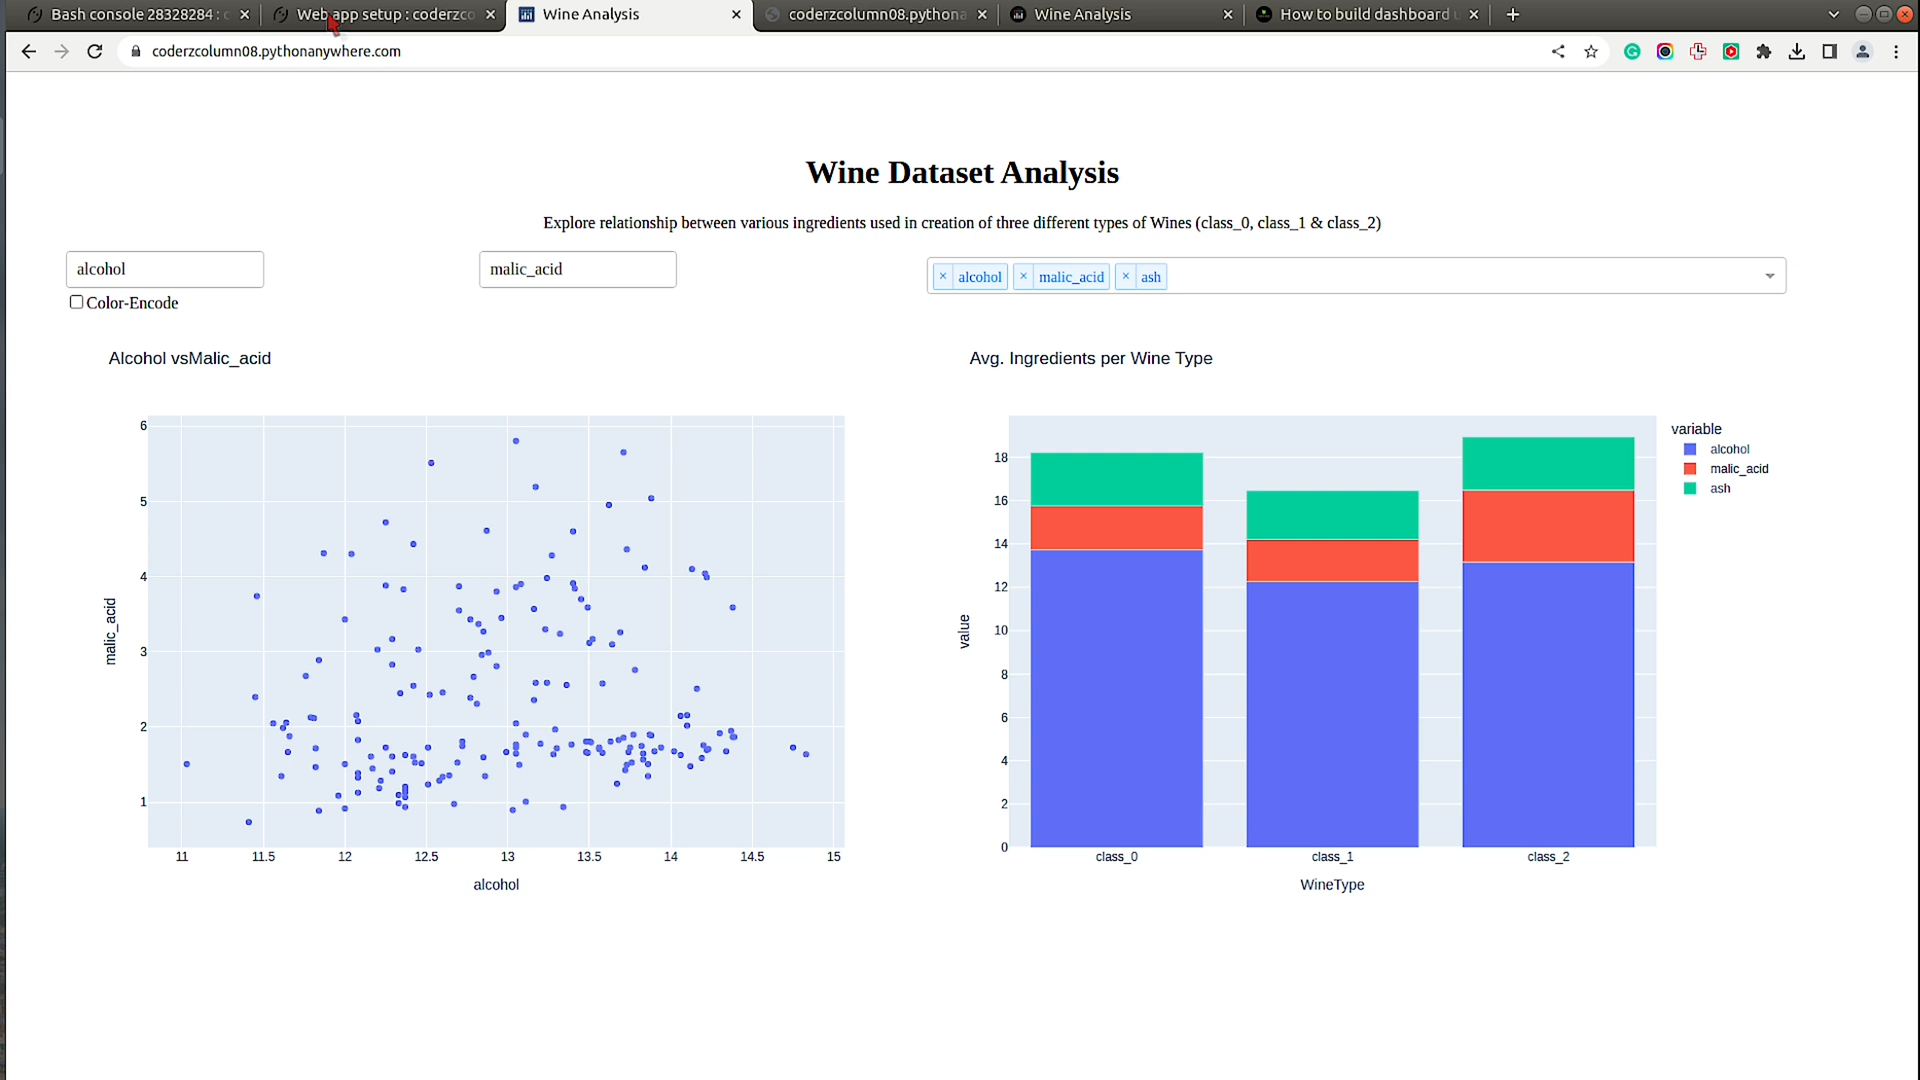 Bash console 28328284 : c
Web app setup : coderzco
Wine Analysis
coderzcolumn08.pythona
Wine Analysis
How to build dashboard u
coderzcolumn08.pythonanywhere.com
Wine Dataset Analysis
Explore relationship between various ingredients used in creation of three different types of Wines (class_0, class_1 & class_2)
alcohol
malic_acid
× alcohol × malic_acid × ash
Color-Encode
Alcohol vsMalic_acid
Avg. Ingredients per Wine Type
6
5
4
3
2
1
malic_acid
11 11.5 12 12.5 13 13.5 14 14.5 15
alcohol
18
16
14
12
10
8
6
4
2
0
value
class_0 class_1 class_2
WineType
variable
alcohol
malic_acid
ash